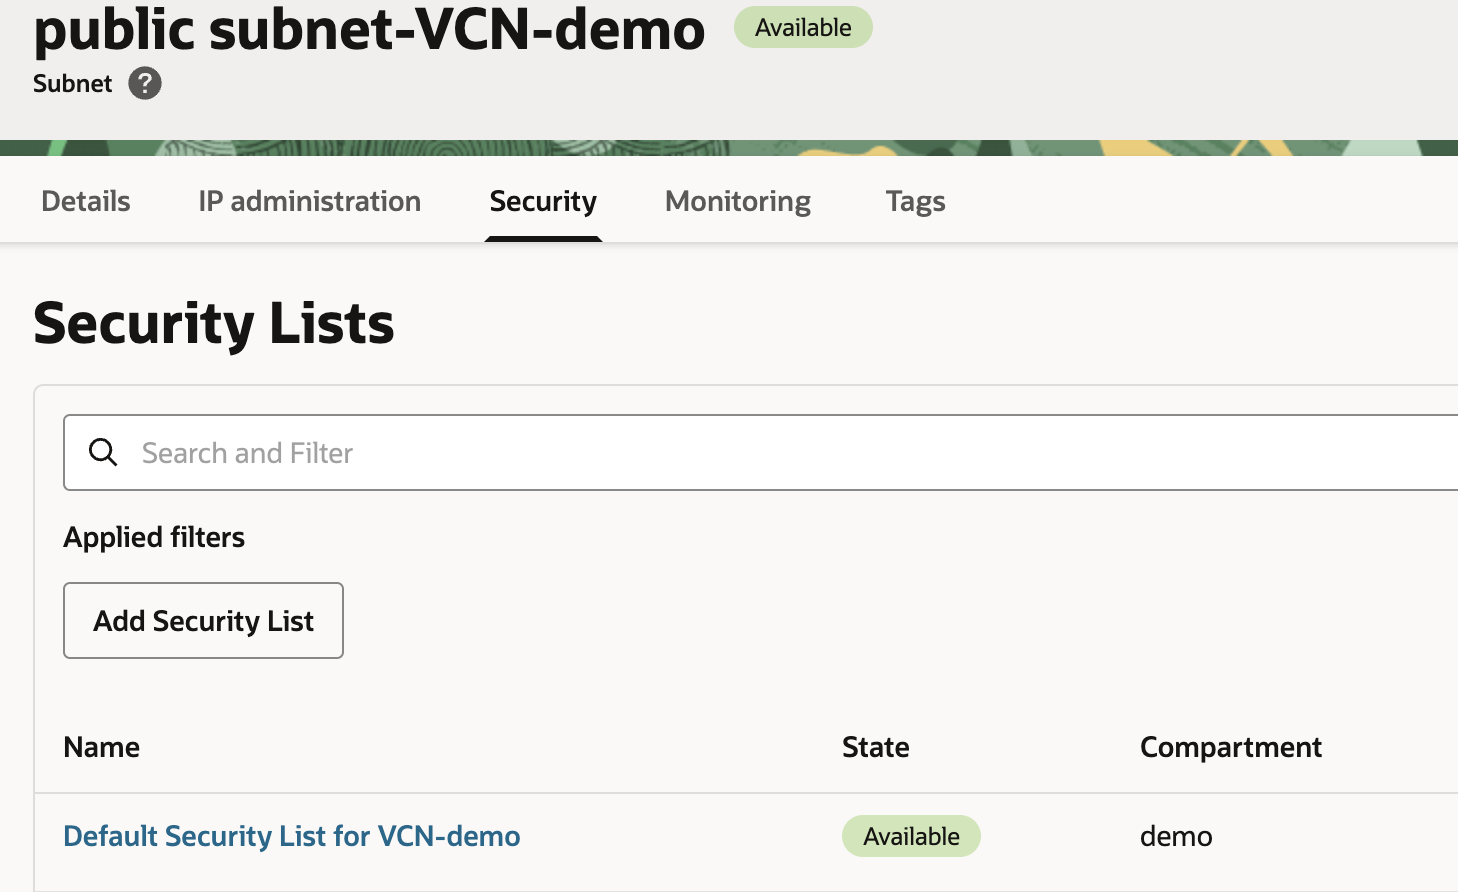 public subnet-VCN-demo Available
Subnet ?
Details IP administration Security Monitoring Tags
Security Lists
Search and Filter
Applied filters
Add Security List
Name State Compartment
Default Security List for VCN-demo Available demo